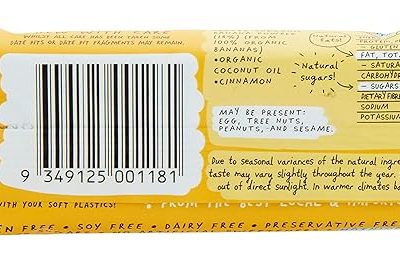 WITH CARE
WHILST ALL CARE HAS BEEN TAKEN SOME
DATE PITS OR DATE PIT FRAGMENTS MAY REMAIN.
9 349125 001181
(FROM
100% ORGANIC
BANANAS)
•ORGANIC
COCONUT OIL
•CINNAMON
Natural
sugars!
MAY BE PRESENT:
EGG, TREE NUTS,
PEANUTS, AND SESAME.
- GLUTEN
FAT, TOT
- SATURA
CARBOHYD
- SUGARS
DIETARY FIBR
SODIUM
POTASSIUM
Due to seasonal variances of the natural ingre
taste may vary slightly throughout the year.
out of direct sunlight. In warmer climates
WITH YOUR SOFT PLASTICS!
FROM THE BEST LOCAL &
EN FREE • SOY FREE • DAIRY FREE • PRESERVATIVE FREE